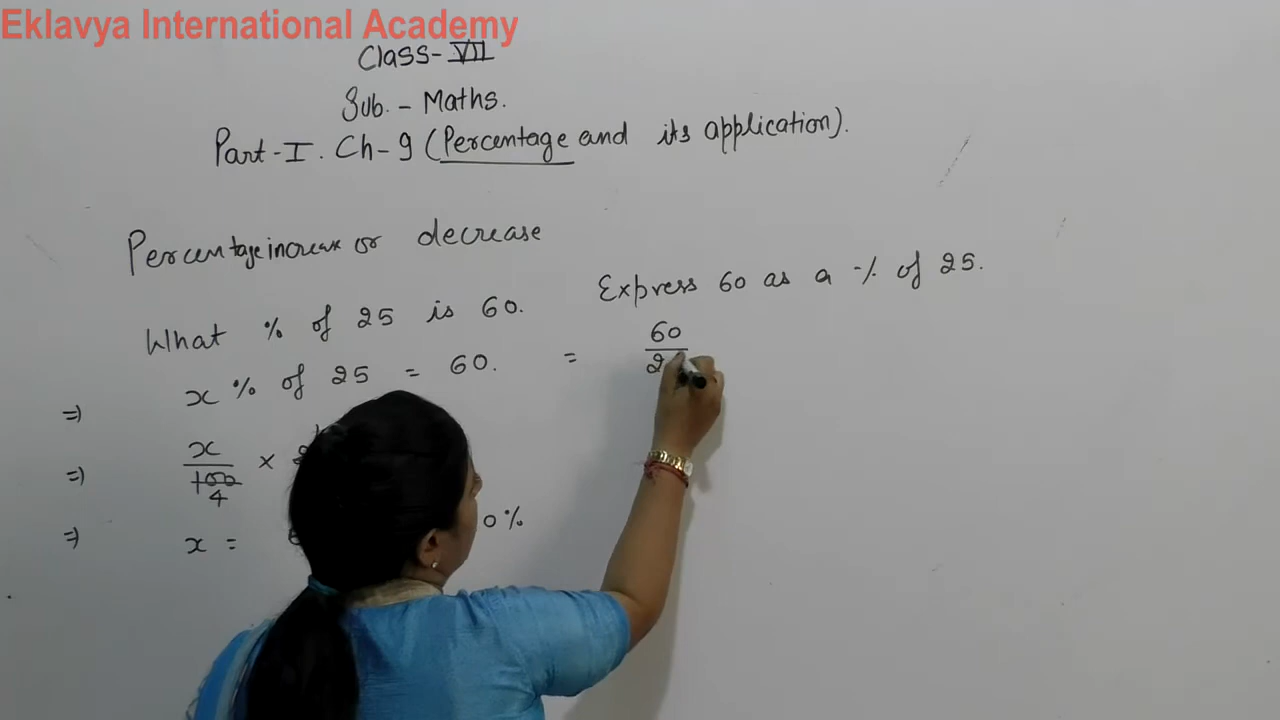 Eklavya International Academy
Class-VII
Sub. - Maths.
Part-I. Ch-9 (Percentage and its application).
Percentage increase or decrease
What % of 25 is 60.
Express 60 as a % of 25.
⇒ x % of 25 = 60.
= 60
2
⇒ x/100 ×
4
⇒ x = 0%